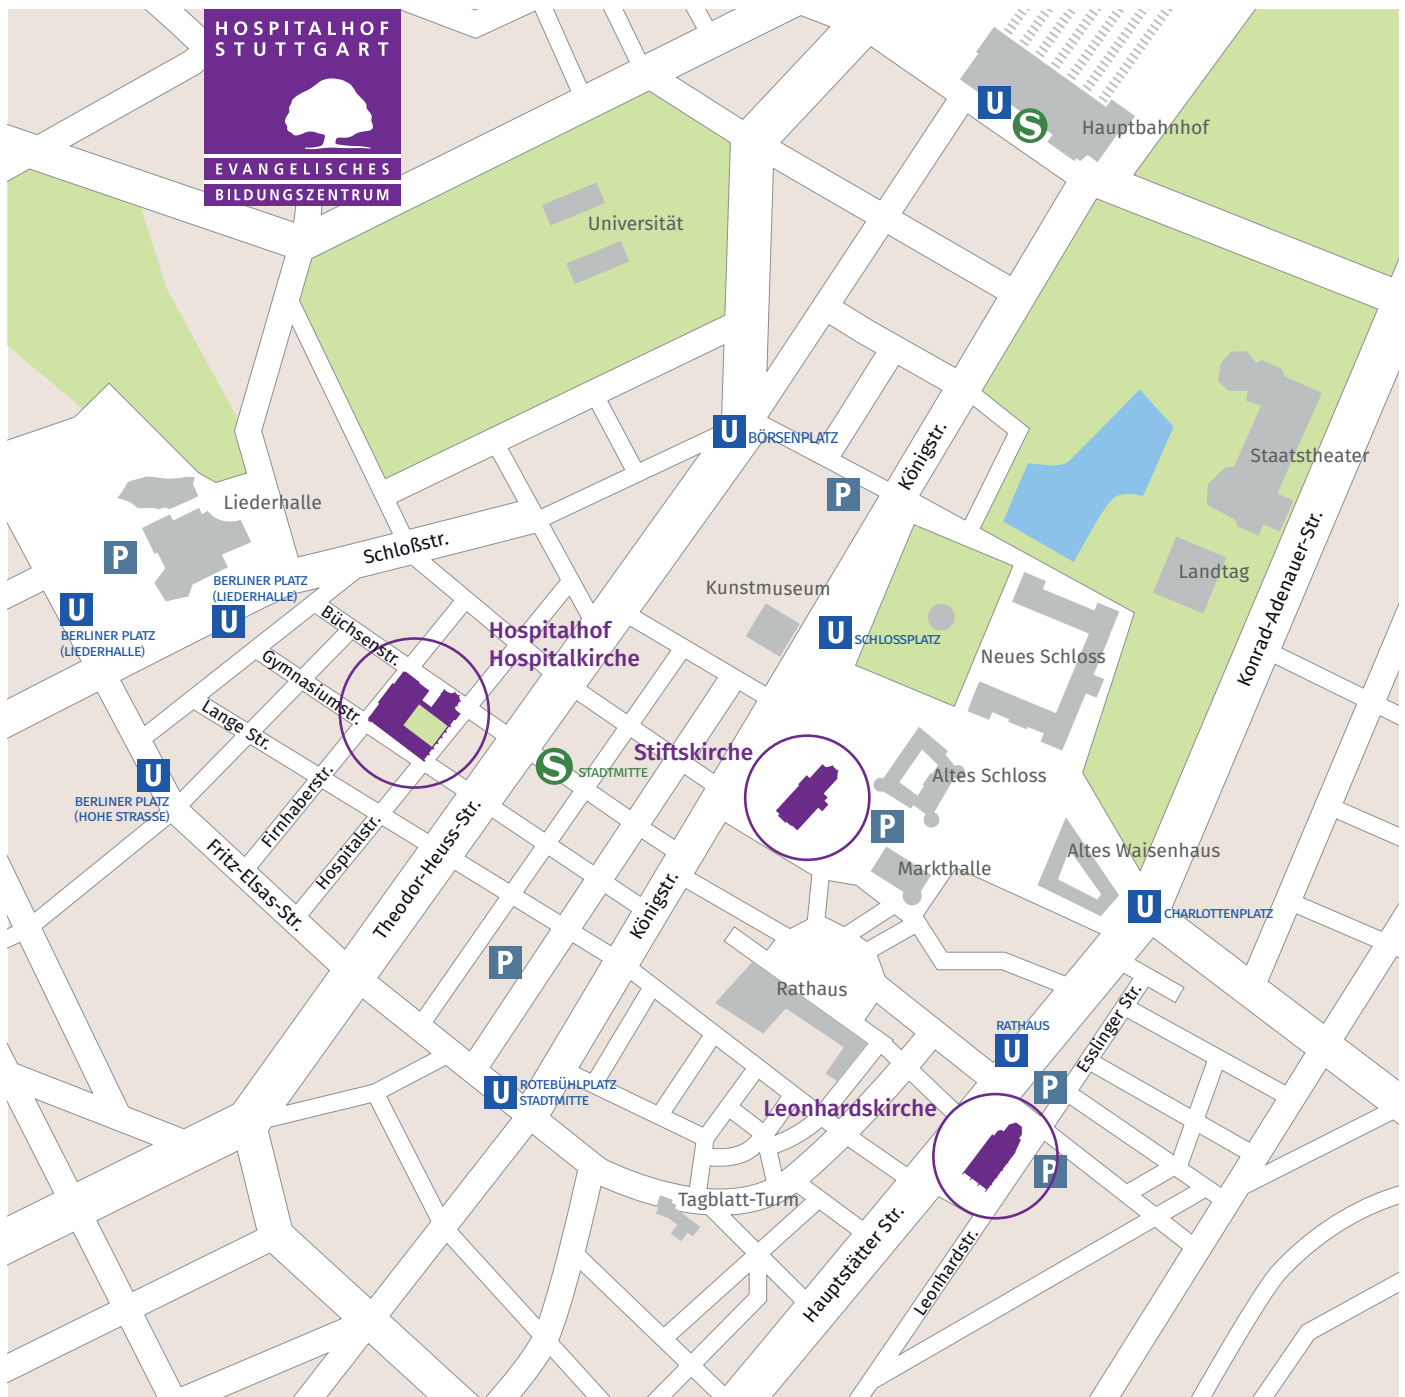 HOSPITALHOF
STUTTGART
EVANGELISCHES
BILDUNGSZENTRUM
U
S
Hauptbahnhof
Universität
U
BÖRSENPLATZ
Königstr.
P
Staatstheater
Liederhalle
P
Schloßstr.
Konrad-Adenauer-Str.
Landtag
BERLINER PLATZ
(LIEDERHALLE)
U
U
BERLINER PLATZ
(LIEDERHALLE)
Kunstmuseum
U
SCHLOSSPLATZ
Neues Schloss
Büchsenstr.
Hospitalhof
Hospitalkirche
Gymnasiumstr.
Lange Str.
U
BERLINER PLATZ
(HOHE STRASSE)
Firnhaberstr.
Hospitalstr.
Fritz-Elsas-Str.
Theodor-Heuss-Str.
S
STADTMITTE
Stiftskirche
Altes Schloss
P
Markthalle
Altes Waisenhaus
U
CHARLOTTENPLATZ
Königstr.
P
Rathaus
RATHAUS
U
Esslinger Str.
P
U
ROTEBÜHLPLATZ
STADTMITTE
Leonhardskirche
P
Tagblatt-Turm
Hauptstätter Str.
Leonhardstr.